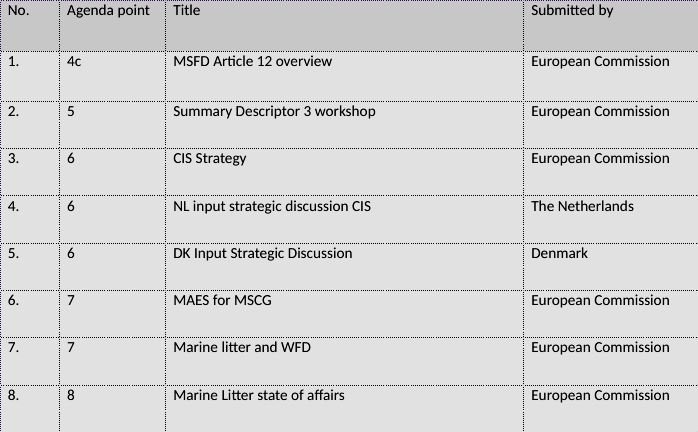 No. Agenda point Title Submitted by
1. 4c MSFD Article 12 overview European Commission
2. 5 Summary Descriptor 3 workshop European Commission
3. 6 CIS Strategy European Commission
4. 6 NL input strategic discussion CIS The Netherlands
5. 6 DK Input Strategic Discussion Denmark
6. 7 MAES for MSCG European Commission
7. 7 Marine litter and WFD European Commission
8. 8 Marine Litter state of affairs European Commission